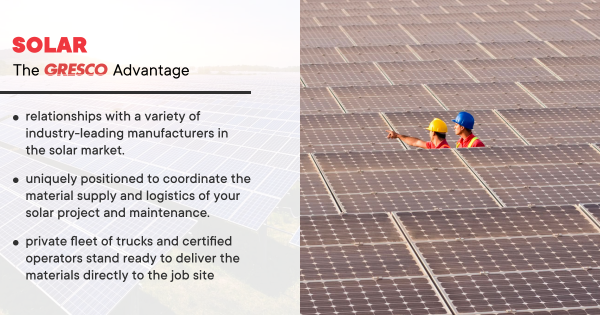 SOLAR
The GRESCO Advantage
• relationships with a variety of
industry-leading manufacturers in
the solar market.
• uniquely positioned to coordinate the
material supply and logistics of your
solar project and maintenance.
• private fleet of trucks and certified
operators stand ready to deliver the
materials directly to the job site